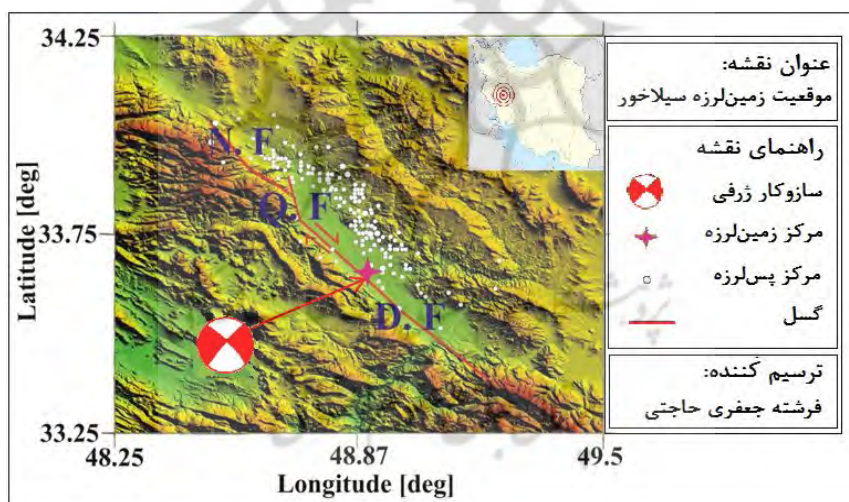 34.25
33.75
33.25
Latitude [deg]
48.25
48.87
49.5
Longitude [deg]
N. F
Q. F
D. F
عنوان نقشه:
موقعیت زمین‌لرزه سیلاخور
راهنمای نقشه
سازوکار ژرفی
مرکز زمین‌لرزه
مرکز پس‌لرزه
گسل
ترسیم کننده:
فرشته جعفری حاجتی